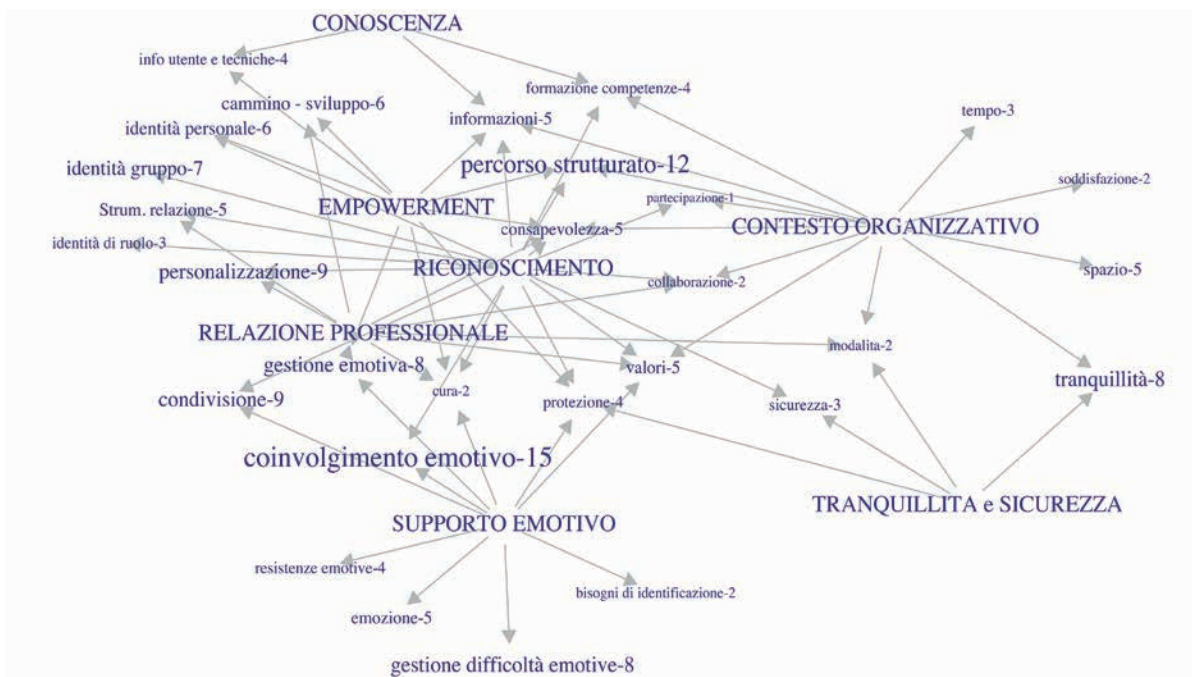 CONOSCENZA
info utente e tecniche-4
formazione competenze-4
cammino - sviluppo-6
tempo-3
informazioni-5
identità personale-6
percorso strutturato-12
identità gruppo-7
soddisfazione-2
partecipazione-1
Strum. relazione-5
EMPOWERMENT
consapevolezza-5
CONTESTO ORGANIZZATIVO
identità di ruolo-3
personalizzazione-9
RICONOSCIMENTO
spazio-5
collaborazione-2
RELAZIONE PROFESSIONALE
modalita-2
gestione emotiva-8
valori-5
tranquillità-8
cura-2
condivisione-9
protezione-4
sicurezza-3
coinvolgimento emotivo-15
TRANQUILLITA e SICUREZZA
SUPPORTO EMOTIVO
resistenze emotive-4
bisogni di identificazione-2
emozione-5
gestione difficoltà emotive-8